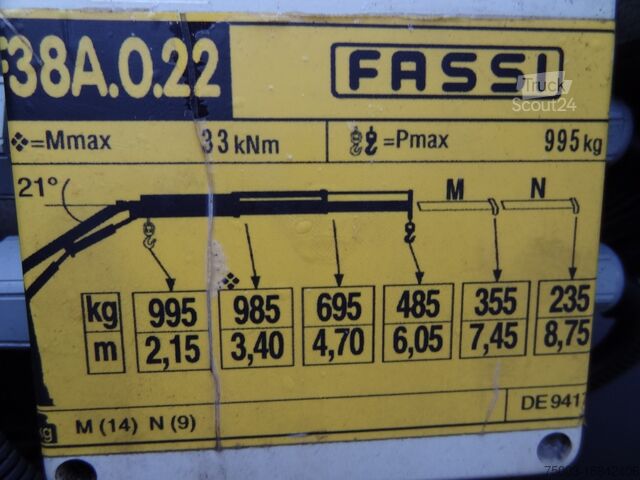 F38A.0.22
FASSI
Truck
Scout24
❖=Mmax 33 kNm =Pmax 995 kg
21° M N
kg 995 985 695 485 355 235
m 2,15 3,40 4,70 6,05 7,45 8,75
kg M (14) N (9) DE 9417